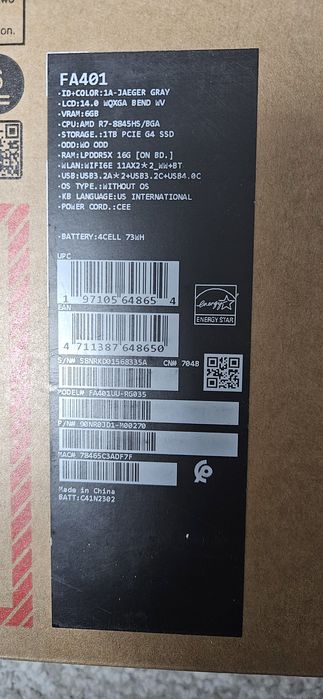 on.
FA401
·ID+COLOR:1A-JAEGER GRAY
·LCD:14.0 WQXGA BEND WV
·VRAM:6GB
·CPU:AMD R7-8845HS/BGA
·STORAGE.:1TB PCIE G4 SSD
·ODD:WO ODD
·RAM:LPDDR5X 16G [ON BD.]
·WLAN:WIFI6E 11AX2*2_WW+BT
·USB:USB3.2A*2+USB3.2C+USB4.0C
·OS TYPE.:WITHOUT OS
·KB LANGUAGE:US INTERNATIONAL
·POWER CORD.:CEE
·BATTERY:4CELL 73WH
UPC
1 97105 64865 4
EAN
4 711387 648650
energy
ENERGY STAR
S/N# S8NRKD01568335A CN# 7048
MODEL# FA401UU-RG035
P/N# 90NR0JD1-M00270
MAC# 78465C3ADF7F
Made in China
BATT:C41N2302